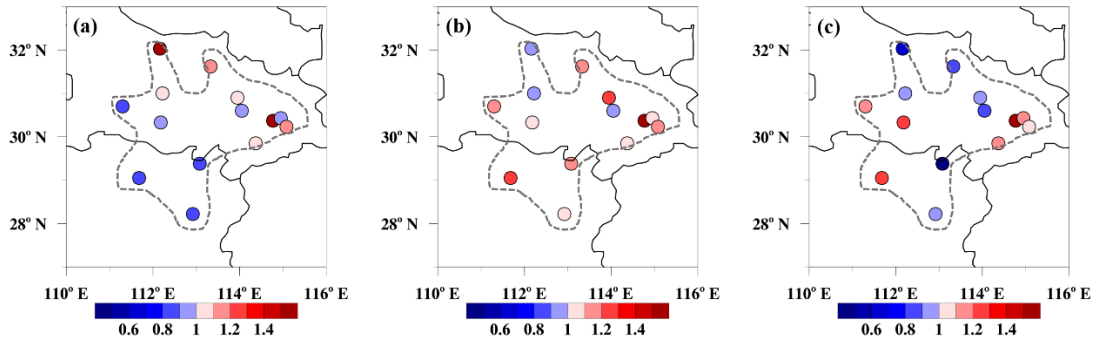 (a) (b) (c)
32° N 32° N 32° N
30° N 30° N 30° N
28° N 28° N 28° N
110° E 112° E 114° E 116° E 110° E 112° E 114° E 116° E 110° E 112° E 114° E 116° E
0.6 0.8 1 1.2 1.4 0.6 0.8 1 1.2 1.4 0.6 0.8 1 1.2 1.4